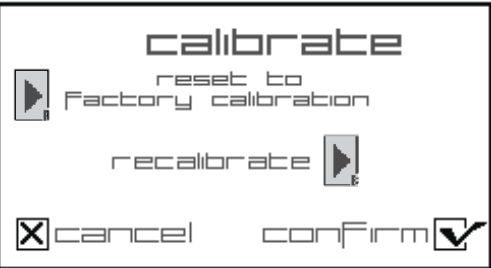 calibrate
reset to
factory calibration
recalibrate
cancel confirm